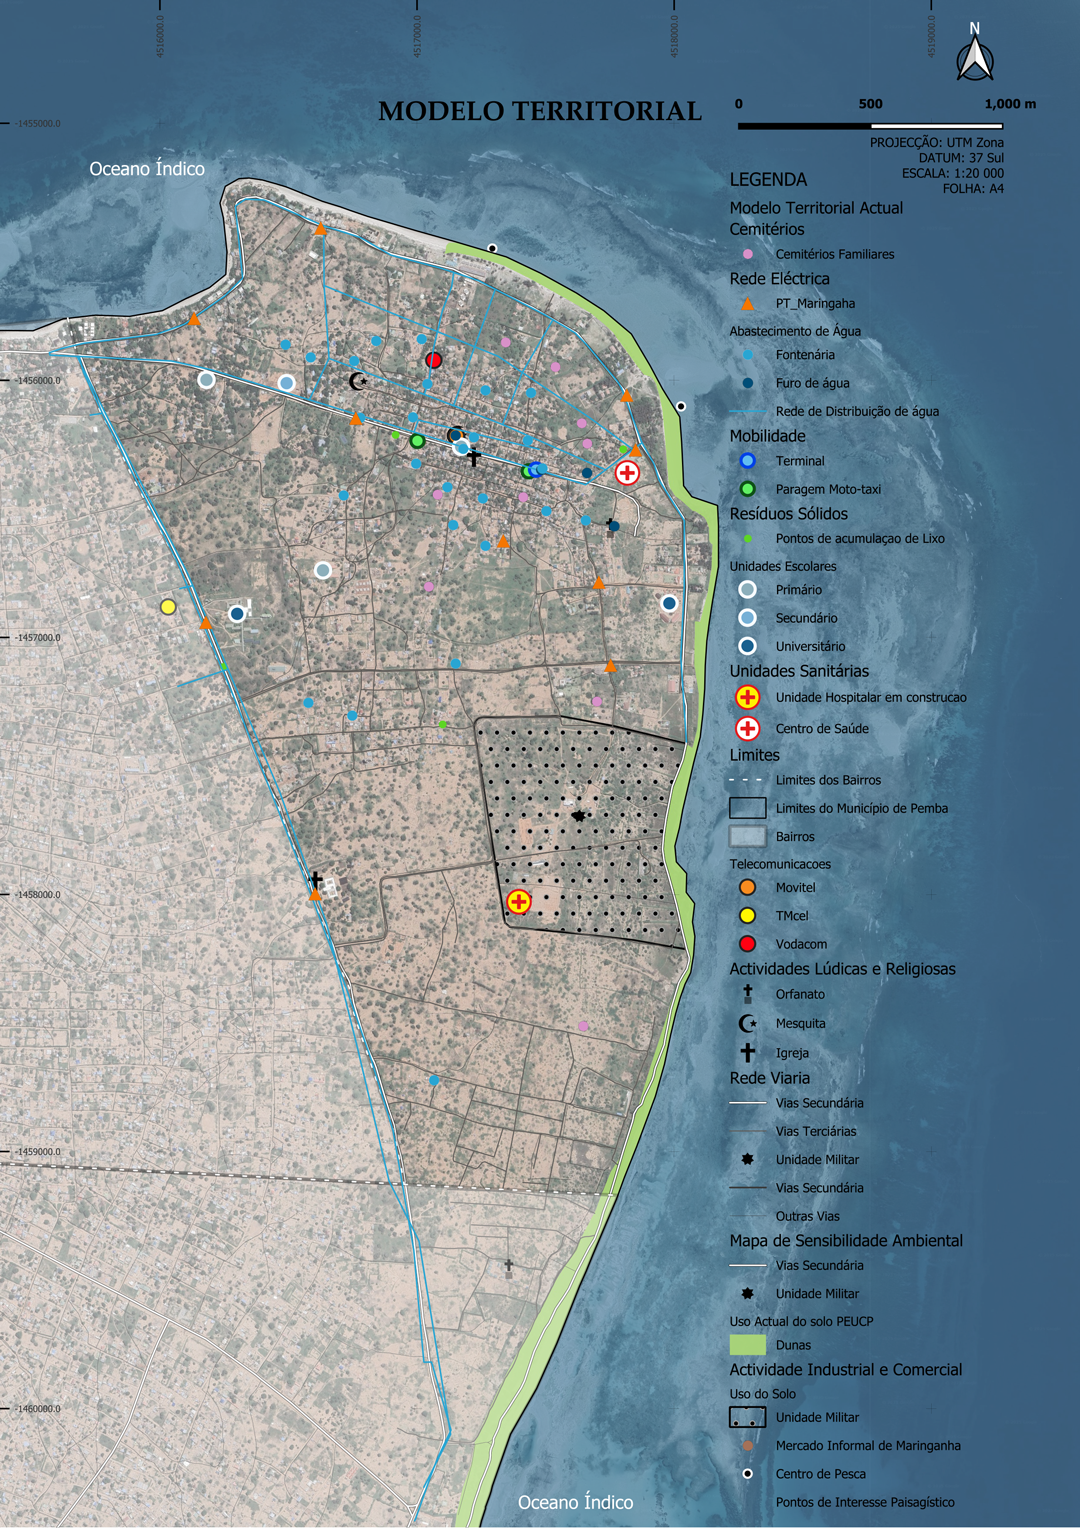 4516000.0
4517000.0
4518000.0
4519000.0
N
MODELO TERRITORIAL
0 500 1,000 m
-1455000.0
PROJECÇÃO: UTM Zona
DATUM: 37 Sul
ESCALA: 1:20 000
FOLHA: A4
Oceano Índico
LEGENDA
Modelo Territorial Actual
Cemitérios
Cemitérios Familiares
Rede Eléctrica
PT_Maringaha
Abastecimento de Água
Fontenária
Furo de água
Rede de Distribuição de água
Mobilidade
Terminal
Paragem Moto-taxi
Resíduos Sólidos
Pontos de acumulaçao de Lixo
Unidades Escolares
Primário
Secundário
Universitário
Unidades Sanitárias
Unidade Hospitalar em construcao
Centro de Saúde
Limites
Limites dos Bairros
Limites do Município de Pemba
Bairros
Telecomunicacoes
Movitel
TMcel
Vodacom
Actividades Lúdicas e Religiosas
Orfanato
Mesquita
Igreja
Rede Viaria
Vias Secundária
Vias Terciárias
Unidade Militar
Vias Secundária
Outras Vias
Mapa de Sensibilidade Ambiental
Vias Secundária
Unidade Militar
Uso Actual do solo PEUCP
Dunas
Actividade Industrial e Comercial
Uso do Solo
Unidade Militar
Mercado Informal de Maringanha
Centro de Pesca
Pontos de Interesse Paisagístico
-1456000.0
-1457000.0
-1458000.0
-1459000.0
-1460000.0
Oceano Índico